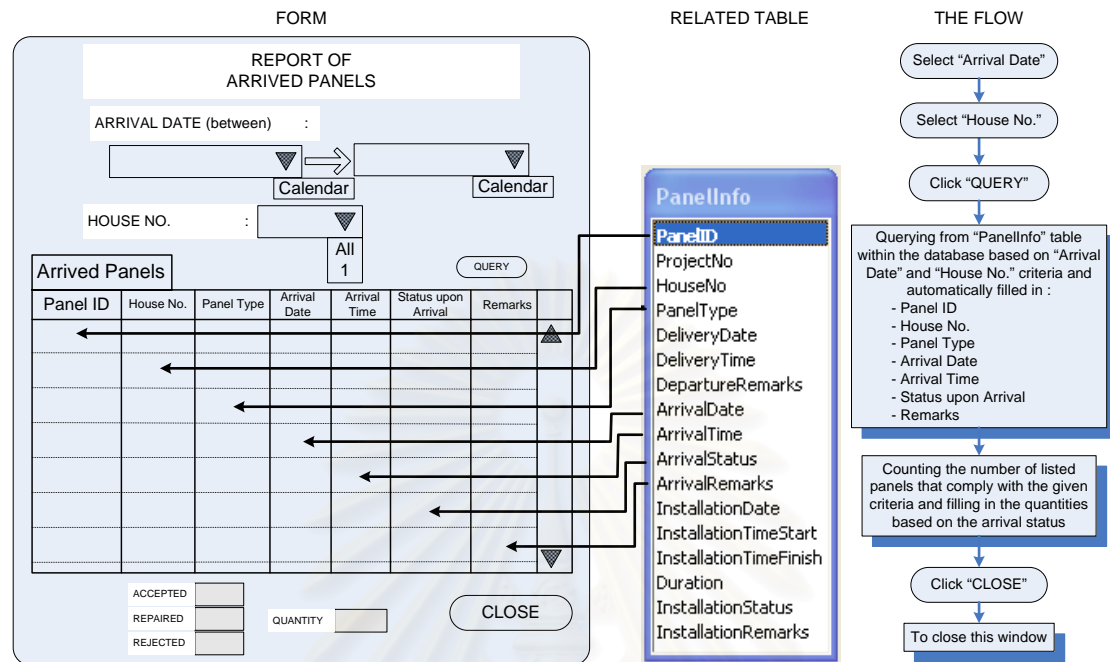 FORM
RELATED TABLE
THE FLOW
REPORT OF
ARRIVED PANELS
ARRIVAL DATE (between) :
Calendar
Calendar
HOUSE NO. :
All
1
Arrived Panels
QUERY
Panel ID
House No.
Panel Type
Arrival
Date
Arrival
Time
Status upon
Arrival
Remarks
ACCEPTED
REPAIRED
REJECTED
QUANTITY
CLOSE
PanelInfo
PanelID
ProjectNo
HouseNo
PanelType
DeliveryDate
DeliveryTime
DepartureRemarks
ArrivalDate
ArrivalTime
ArrivalStatus
ArrivalRemarks
InstallationDate
InstallationTimeStart
InstallationTimeFinish
Duration
InstallationStatus
InstallationRemarks
Select “Arrival Date”
Select “House No.”
Click “QUERY”
Querying from “PanelInfo” table
within the database based on “Arrival
Date” and “House No.” criteria and
automatically filled in :
- Panel ID
- House No.
- Panel Type
- Arrival Date
- Arrival Time
- Status upon Arrival
- Remarks
Counting the number of listed
panels that comply with the given
criteria and filling in the quantities
based on the arrival status
Click “CLOSE”
To close this window